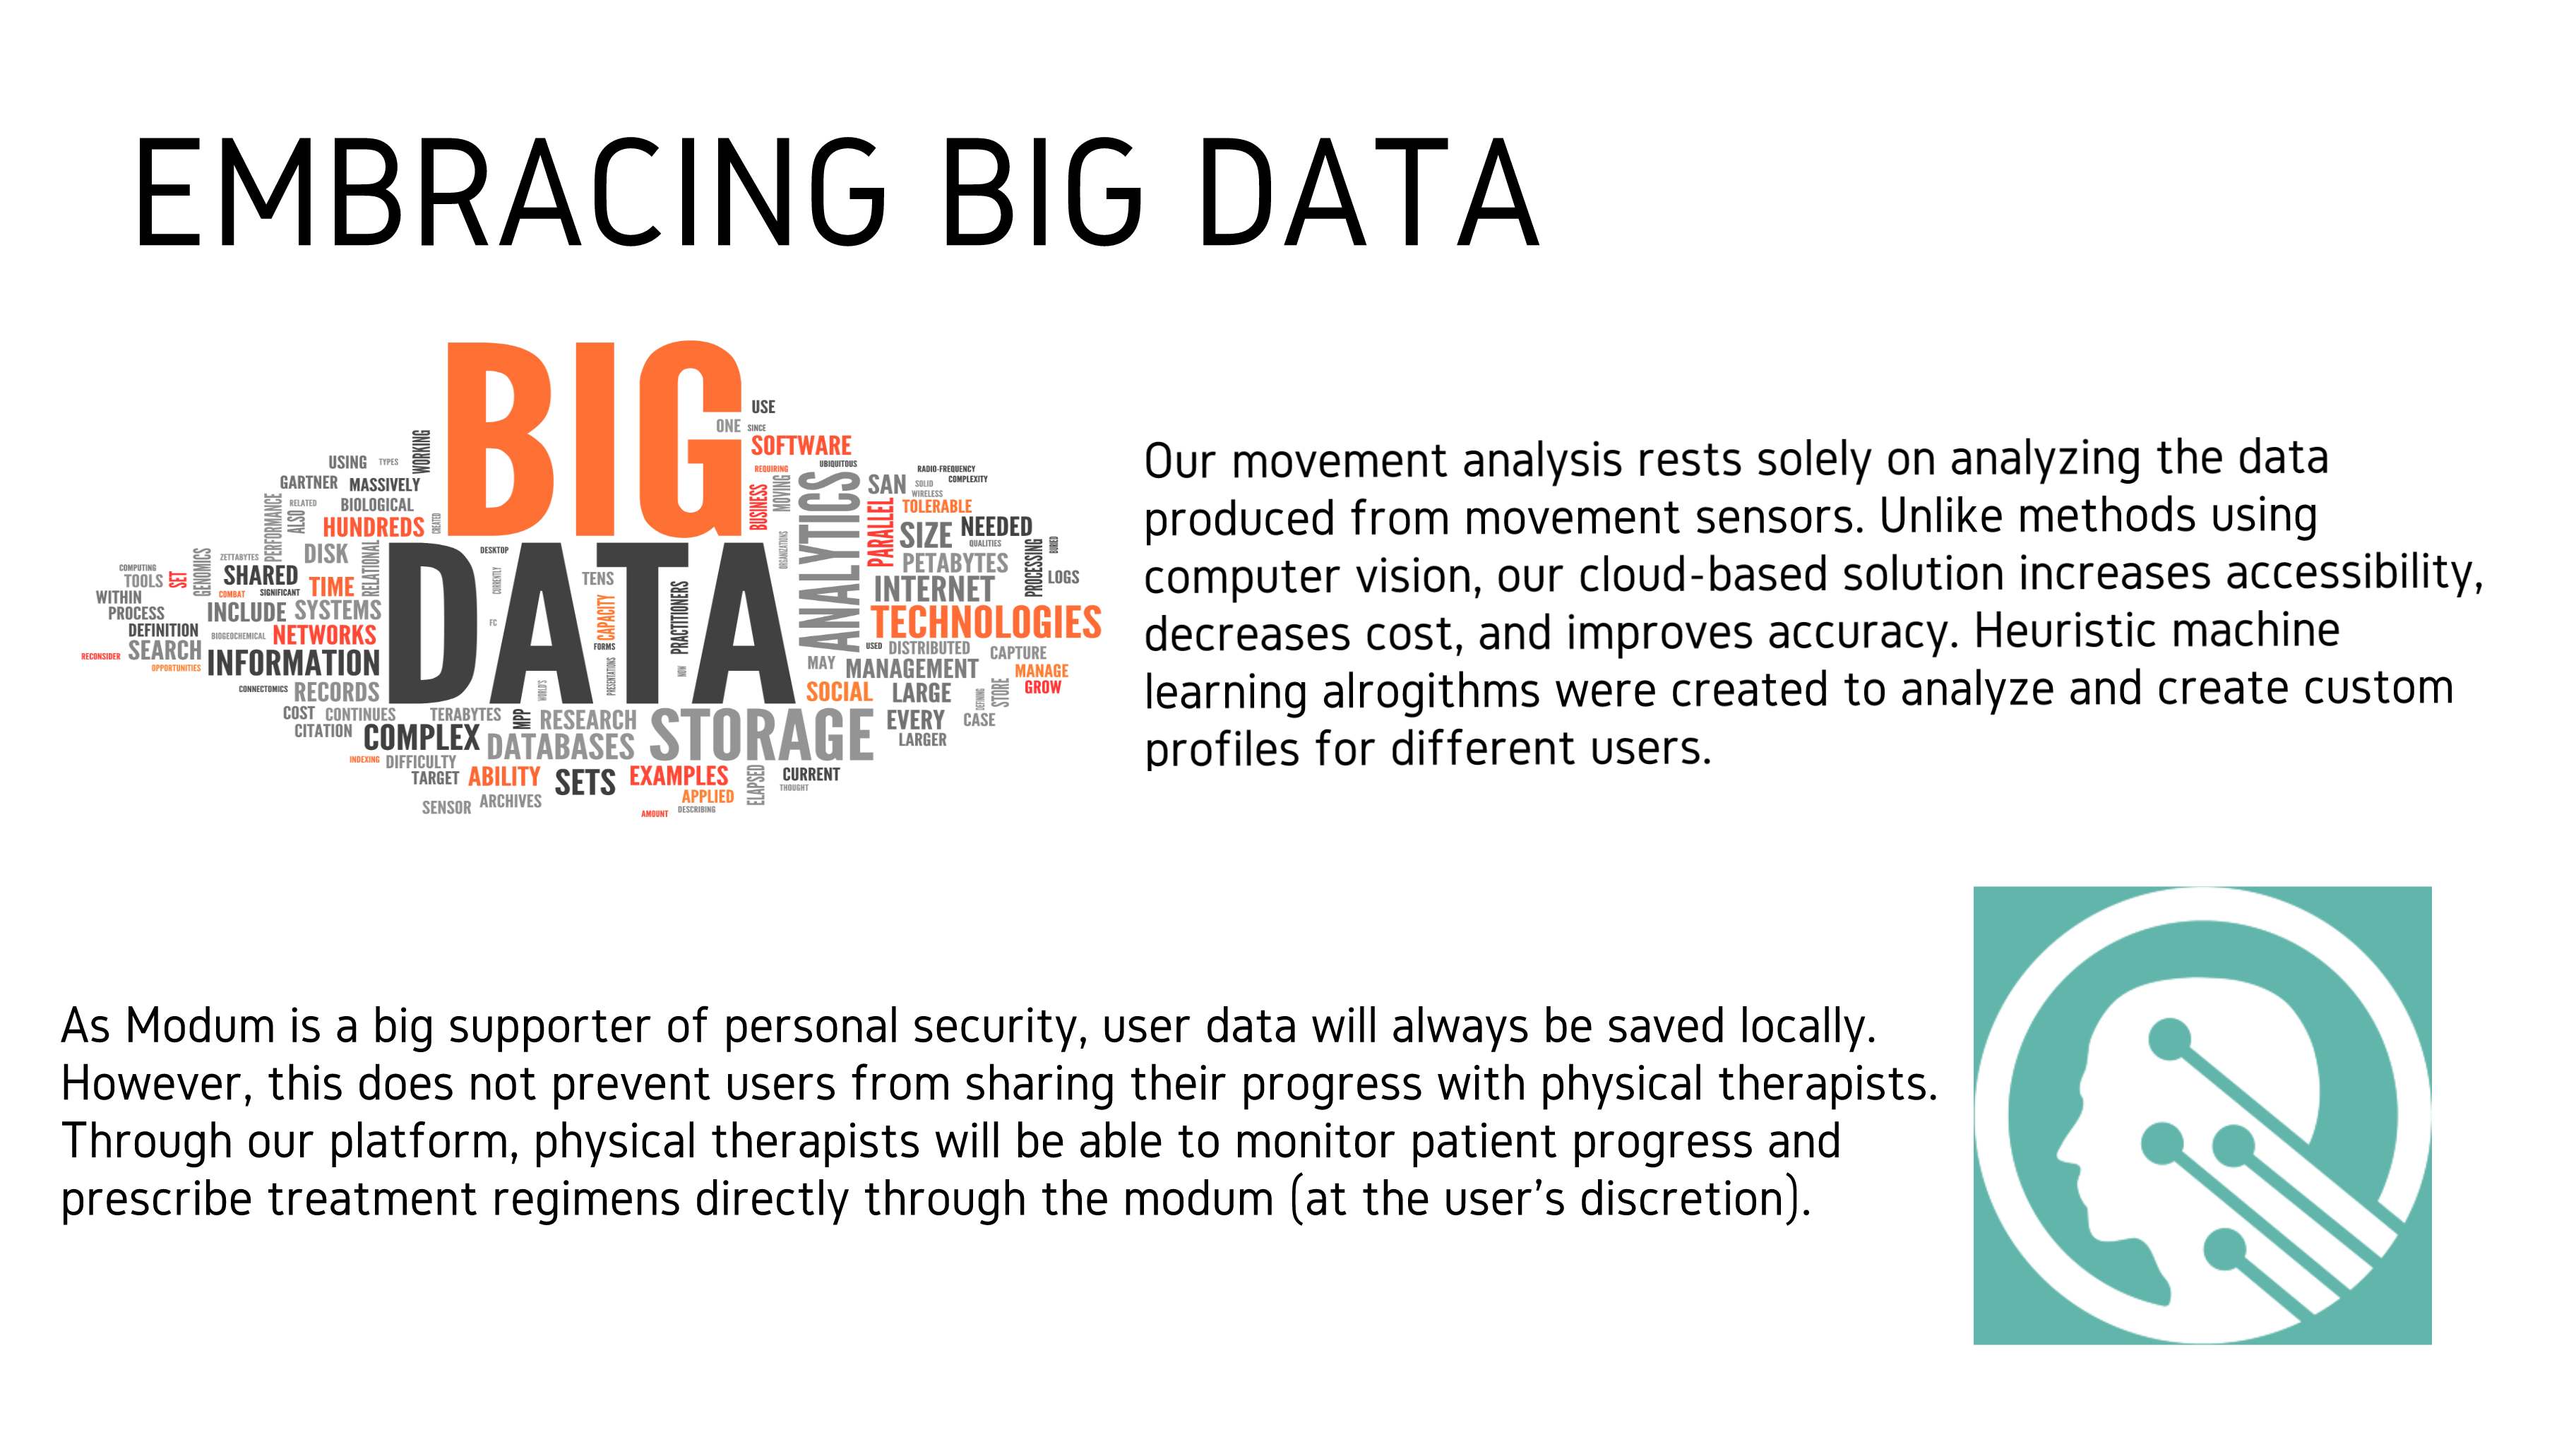 EMBRACING BIG DATA
BIG
DATA
USE
ONE SINCE
SOFTWARE
WORKING
USING TYPES
REQUIRING
UBIQUITOUS
GARTNER MASSIVELY
RELATED BIOLOGICAL
PERFORMANCE
ALSO
HUNDREDS
CREATED
BUSINESS
MOVING
ANALYTICS
SAN SOLID
RADIO-FREQUENCY
COMPLEXITY
WIRELESS
TOLERABLE
PARALLEL
SIZE NEEDED
QUALITIES
PETABYTES
PROCESSING
BURIED
INTERNET
LOGS
TECHNOLOGIES
ORGANIZATIONS
DISK
RELATIONAL
ZETTABYTES
GENOMICS
COMPUTING
TOOLS SET
SHARED TIME
COMBAT SIGNIFICANT
WITHIN
PROCESS
INCLUDE SYSTEMS
DEFINITION
BIOGEOCHEMICAL NETWORKS
RECONSIDER SEARCH
OPPORTUNITIES
INFORMATION
CONNECTOMICS RECORDS
DESKTOP
CURRENTLY
FC
TENS
CAPACITY
FORMS
PRACTITIONERS
PRESENTATIONS
NOW
WORLD'S
USED DISTRIBUTED CAPTURE
MAY MANAGEMENT MANAGE
SOCIAL LARGE
DEFINING
STORE
GROW
COST CONTINUES TERABYTES MPP RESEARCH
STORAGE
EVERY CASE
CITATION COMPLEX DATABASES
LARGER
INDEXING DIFFICULTY
TARGET ABILITY SETS EXAMPLES
ELAPSED
CURRENT
THOUGHT
SENSOR ARCHIVES
APPLIED
AMOUNT DESCRIBING
Our movement analysis rests solely on analyzing the data
produced from movement sensors. Unlike methods using
computer vision, our cloud-based solution increases accessibility,
decreases cost, and improves accuracy. Heuristic machine
learning alrogithms were created to analyze and create custom
profiles for different users.
As Modum is a big supporter of personal security, user data will always be saved locally.
However, this does not prevent users from sharing their progress with physical therapists.
Through our platform, physical therapists will be able to monitor patient progress and
prescribe treatment regimens directly through the modum (at the user's discretion).